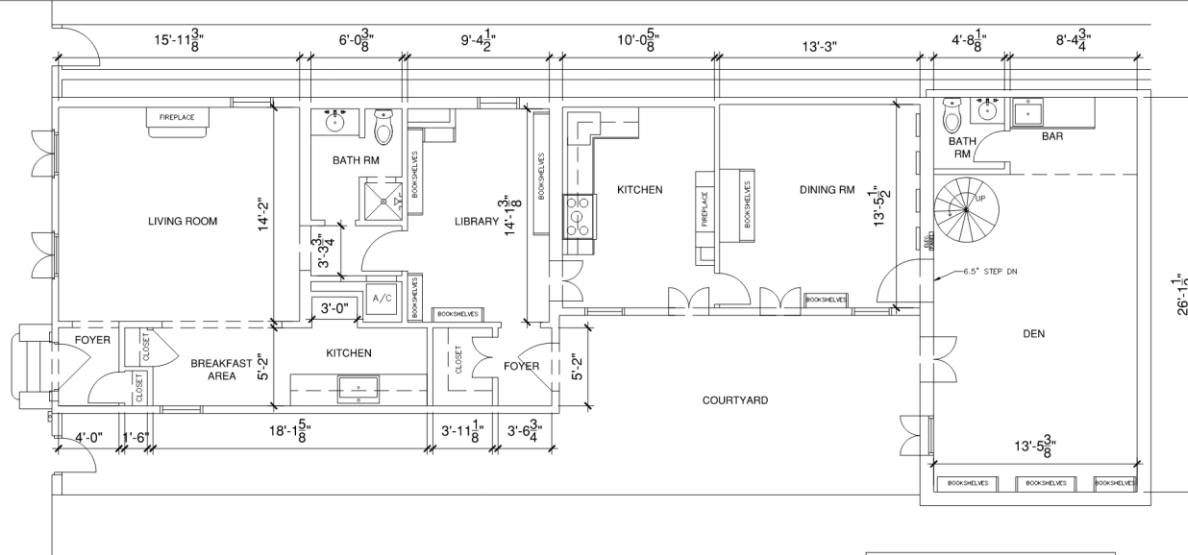 15'-11 3/8"
6'-0 3/8"
9'-4 1/2"
10'-0 5/8"
13'-3"
4'-8 1/8"
8'-4 3/4"
FIREPLACE
BATH RM
BOOKSHELVES
BOOKSHELVES
KITCHEN
FIREPLACE
BOOKSHELVES
DINING RM
BATH
RM
BAR
LIVING ROOM
14'-2"
LIBRARY
14'-1 3/8"
13'-5 1/2"
UP
3'-3 3/4"
6.5" STEP DN
A/C
BOOKSHELVES
3'-0"
BOOKSHELVES
BOOKSHELVES
26'-1 1/2"
DEN
FOYER
CLOSET
BREAKFAST
AREA
5'-2"
KITCHEN
CLOSET
FOYER
5'-2"
CLOSET
COURTYARD
4'-0"
1'-6"
18'-1 5/8"
3'-11 1/8"
3'-6 3/4"
13'-5 3/8"
BOOKSHELVES
BOOKSHELVES
BOOKSHELVES